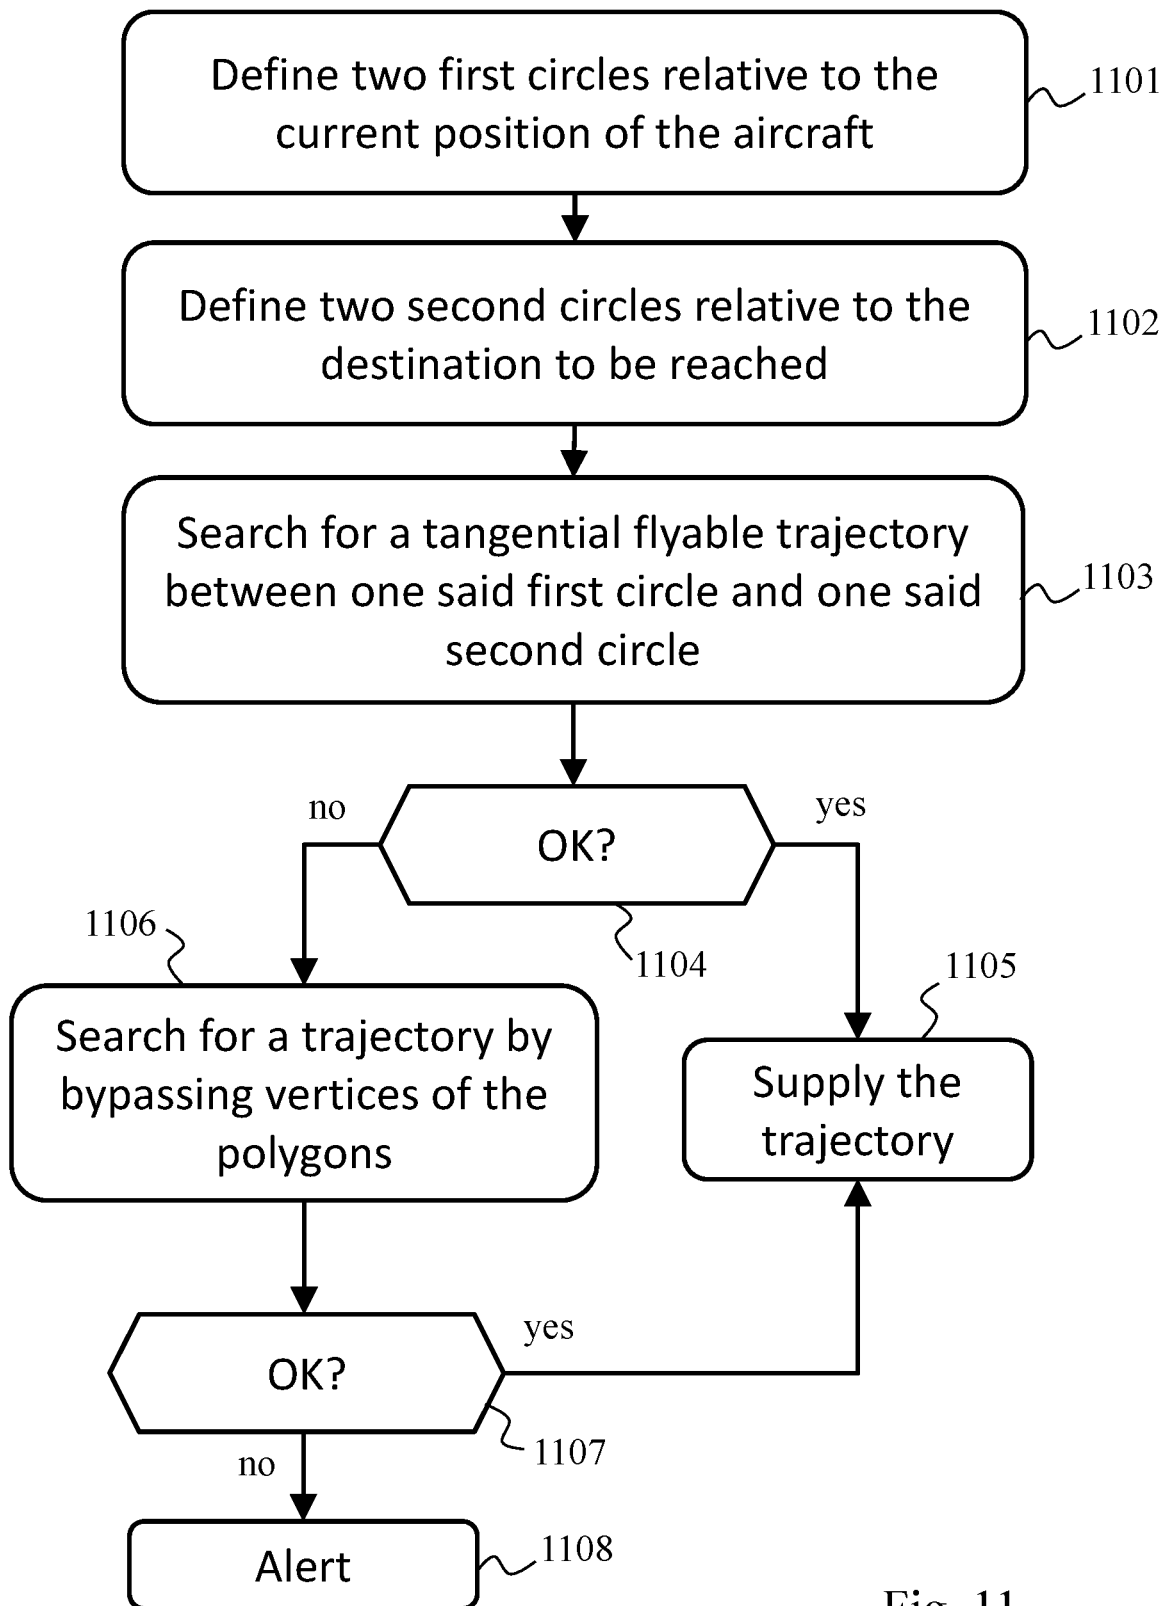 Define two first circles relative to the
current position of the aircraft
1101
Define two second circles relative to the
destination to be reached
1102
Search for a tangential flyable trajectory
between one said first circle and one said
second circle
1103
no
yes
OK?
1104
1106
1105
Search for a trajectory by
bypassing vertices of the
polygons
Supply the
trajectory
OK?
yes
1107
no
Alert
1108
Fig. 11